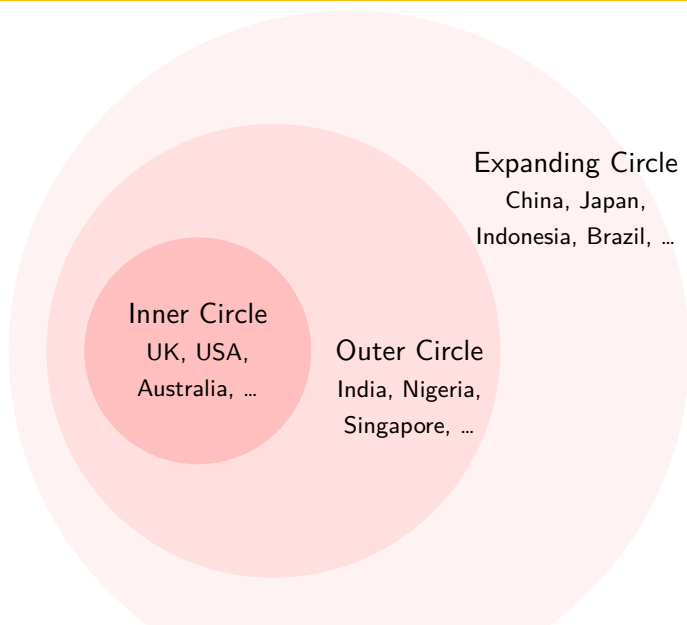 Expanding Circle
China, Japan,
Indonesia, Brazil, …
Inner Circle
UK, USA,
Australia, …
Outer Circle
India, Nigeria,
Singapore, …